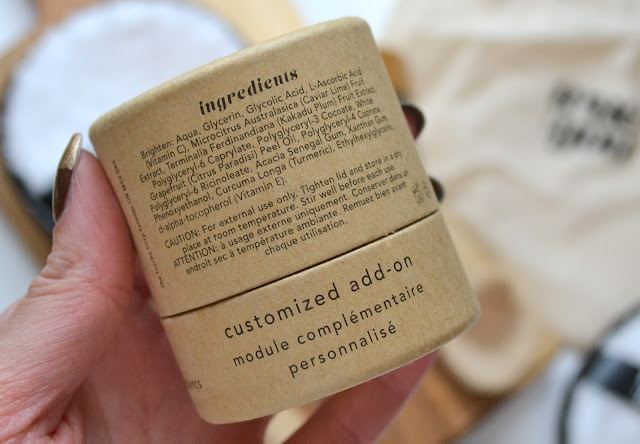 ingredients
Brighten, Aqua, Glycerin, Glycolic Acid, L-Ascorbic Acid
(Vitamin C), Microcitrus Australasica (Caviar Lime) Fruit
Extract, Terminalia Ferdinandiana (Kakadu Plum) Fruit Extract,
Polyglyceryl-6 Caprylate, Polyglyceryl-3 Cocoate, White
Grapefruit (Citrus Paradisi) Peel Oil, Polyglyceryl-4 Caprate,
Polyglyceryl-6 Ricinoleate, Acacia Senegal Gum, Xanthan Gum,
Phenoxyethanol, Curcuma Longa (Turmeric), Ethylhexylglycerin,
d-alpha-tocopherol (Vitamin E).
CAUTION: For external use only. Tighten lid and store in a dry
place at room temperature. Stir well before each use.
ATTENTION: à usage externe uniquement. Conserver dans un
endroit sec à température ambiante. Remuez bien avant
chaque utilisation.
customized add-on
module complémentaire
personnalisé